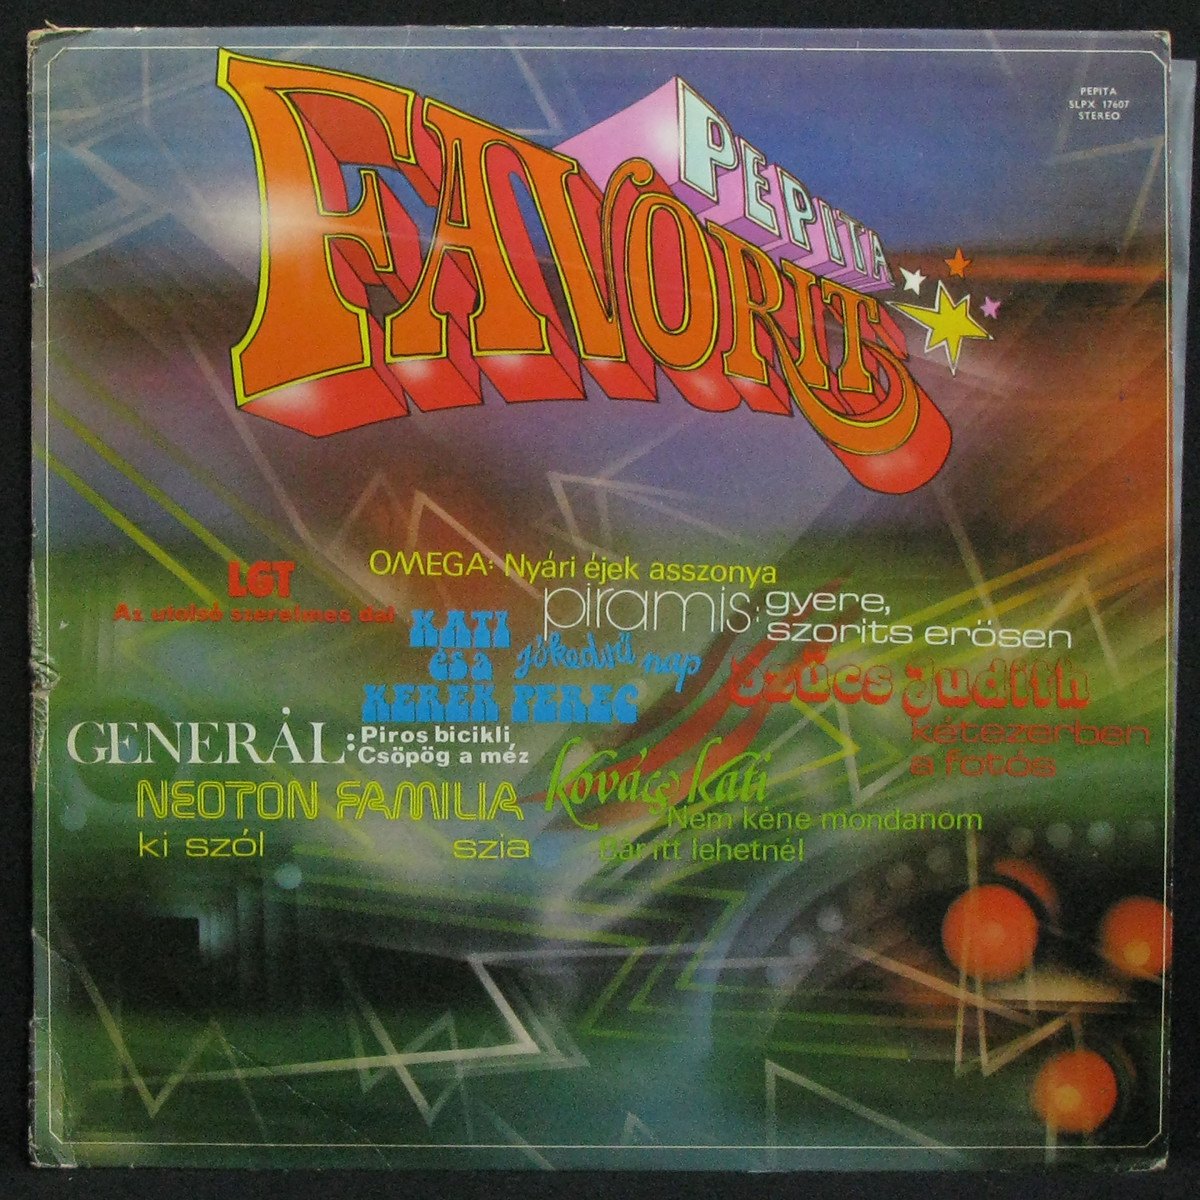 PEPITA
SLPX 17607
STEREO
PEPITA
FAVORIT
OMEGA: Nyári éjek asszonya
LGT
Az utolsó szerelmes dal
piramis: gyere,
szorits erösen
KATI
és a
KEREK PEREC
jókedvű nap
Szűcs Judith
kétezerben
a fotós
GENERÁL: Piros bicikli
Csöpög a méz
Kovács Kati
Nem kéne mondanom
Bár itt lehetnél
NEOTON FAMILIA
ki szól szia